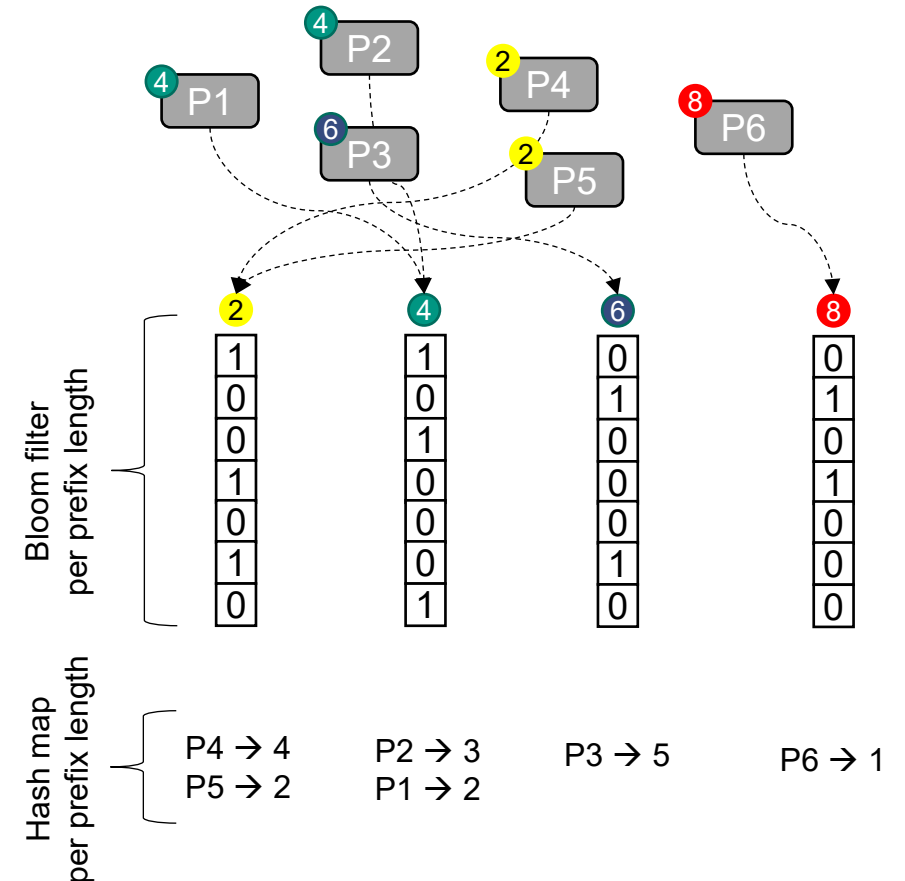 4
P1
4
P2
6
P3
2
P4
2
P5
8
P6
2
4
6
8
Bloom filter
per prefix length
1 1 0 0
0 0 1 1
0 1 0 0
1 0 0 1
0 0 0 0
1 0 1 0
0 1 0 0
Hash map
per prefix length
P4 → 4
P5 → 2
P2 → 3
P1 → 2
P3 → 5
P6 → 1